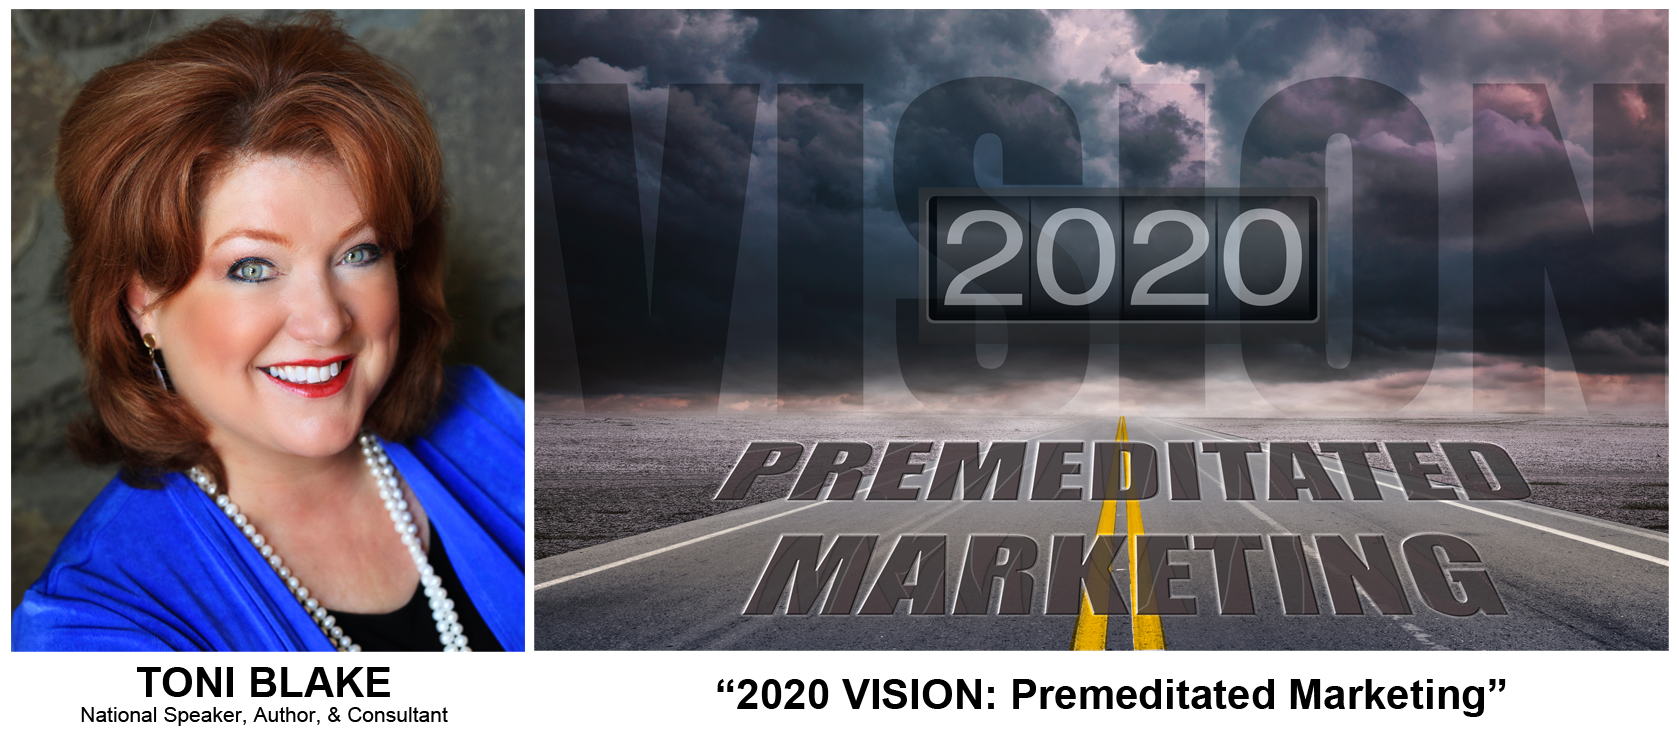 VISION
2020
PREMEDITATED
MARKETING
TONI BLAKE
National Speaker, Author, & Consultant
“2020 VISION: Premeditated Marketing”